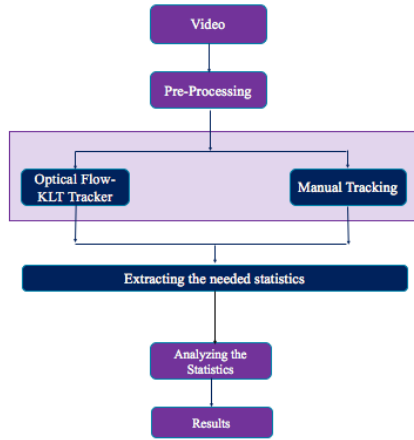 Video
Pre-Processing
Optical Flow-
KLT Tracker
Manual Tracking
Extracting the needed statistics
Analyzing the
Statistics
Results